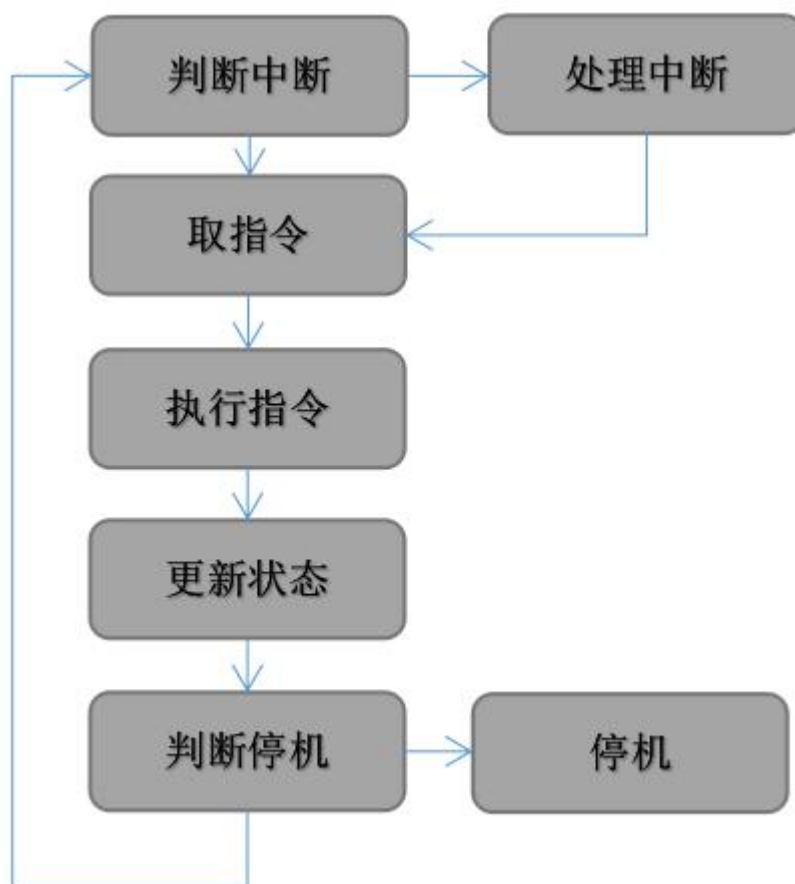 判断中断
处理中断
取指令
执行指令
更新状态
判断停机
停机